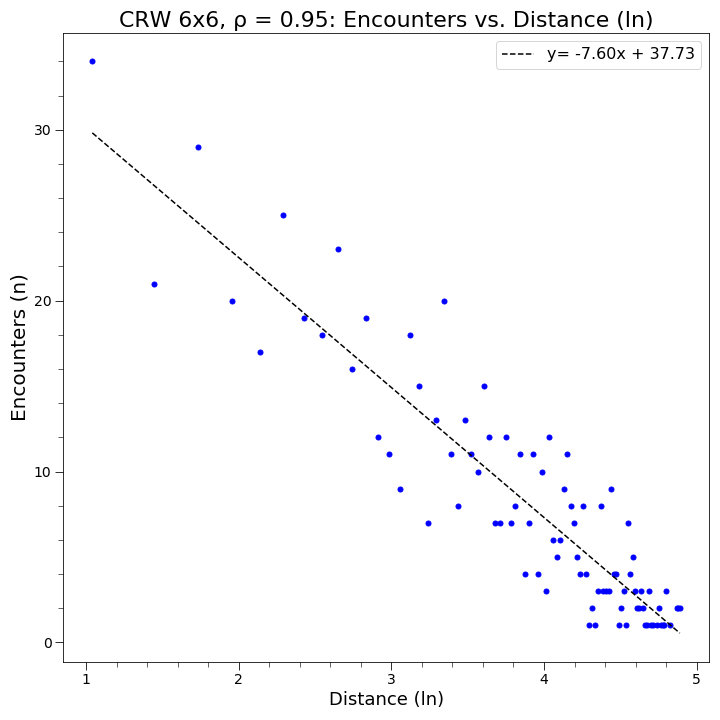 CRW 6x6, ρ = 0.95: Encounters vs. Distance (ln)
y= -7.60x + 37.73
Encounters (n)
30
20
10
0
1 2 3 4 5
Distance (ln)